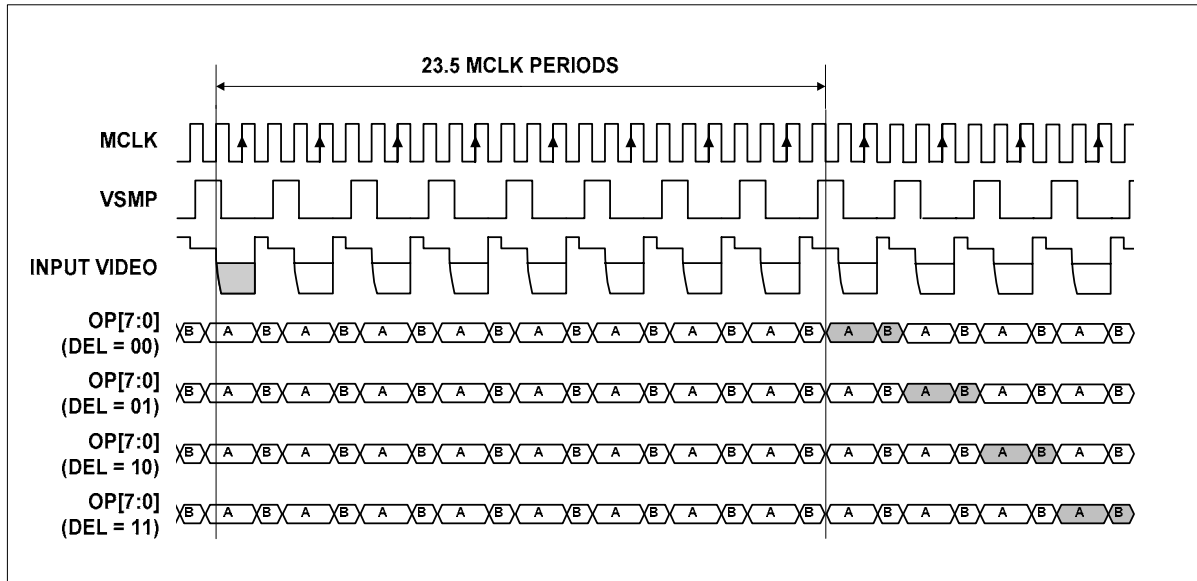 23.5 MCLK PERIODS
MCLK
VSMP
INPUT VIDEO
OP[7:0]
(DEL = 00)
B A B A B A B A B A B A B A B A B A B A B A B A B
OP[7:0]
(DEL = 01)
B A B A B A B A B A B A B A B A B A B A B A B A B
OP[7:0]
(DEL = 10)
B A B A B A B A B A B A B A B A B A B A B A B A B
OP[7:0]
(DEL = 11)
B A B A B A B A B A B A B A B A B A B A B A B A B